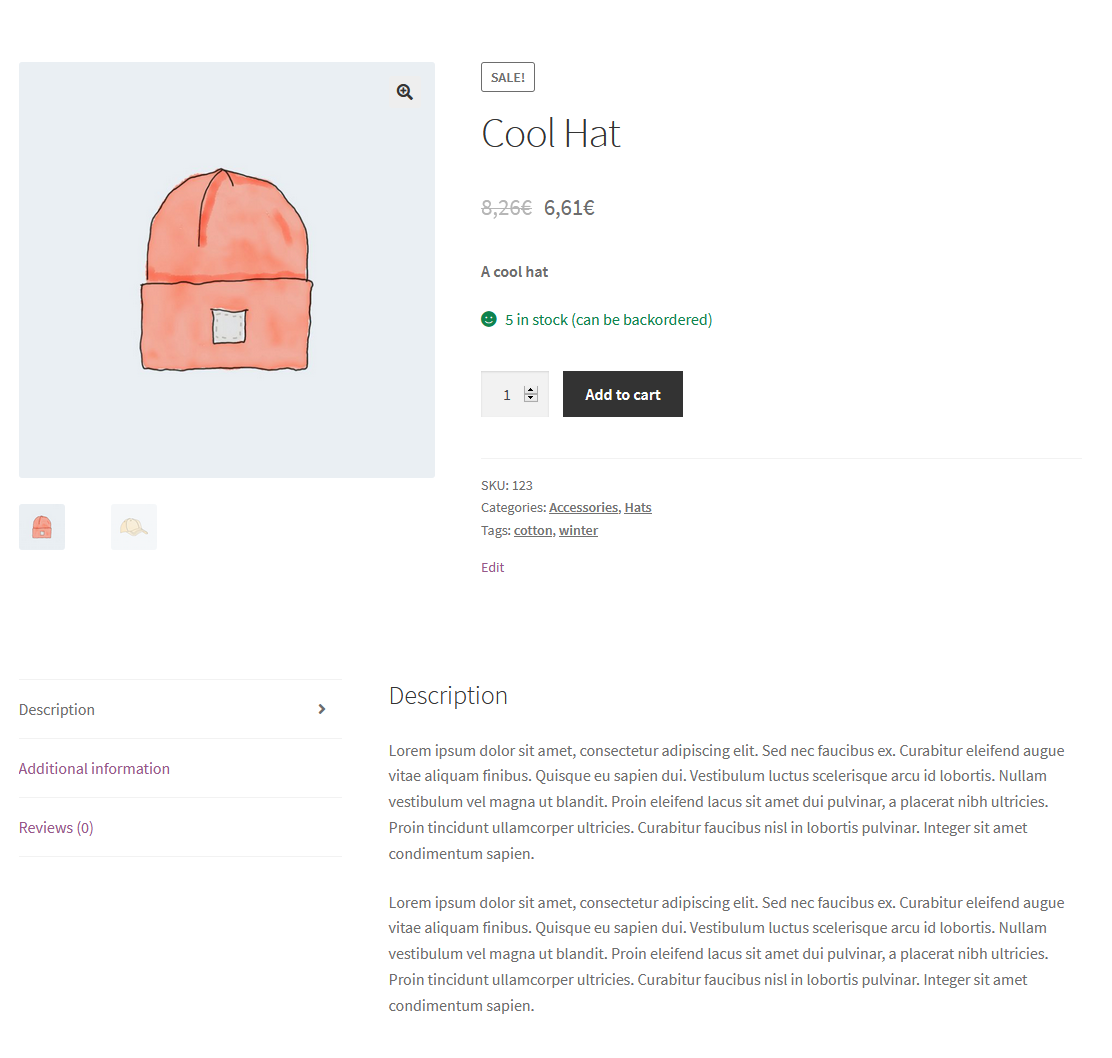 SALE!
Cool Hat
8,26€ 6,61€
A cool hat
5 in stock (can be backordered)
1
Add to cart
SKU: 123
Categories: Accessories, Hats
Tags: cotton, winter
Edit
Description
Additional information
Reviews (0)
Description
Lorem ipsum dolor sit amet, consectetur adipiscing elit. Sed nec faucibus ex. Curabitur eleifend augue
vitae aliquam finibus. Quisque eu sapien dui. Vestibulum luctus scelerisque arcu id lobortis. Nullam
vestibulum vel magna ut blandit. Proin eleifend lacus sit amet dui pulvinar, a placerat nibh ultricies.
Proin tincidunt ullamcorper ultricies. Curabitur faucibus nisl in lobortis pulvinar. Integer sit amet
condimentum sapien.
Lorem ipsum dolor sit amet, consectetur adipiscing elit. Sed nec faucibus ex. Curabitur eleifend augue
vitae aliquam finibus. Quisque eu sapien dui. Vestibulum luctus scelerisque arcu id lobortis. Nullam
vestibulum vel magna ut blandit. Proin eleifend lacus sit amet dui pulvinar, a placerat nibh ultricies.
Proin tincidunt ullamcorper ultricies. Curabitur faucibus nisl in lobortis pulvinar. Integer sit amet
condimentum sapien.